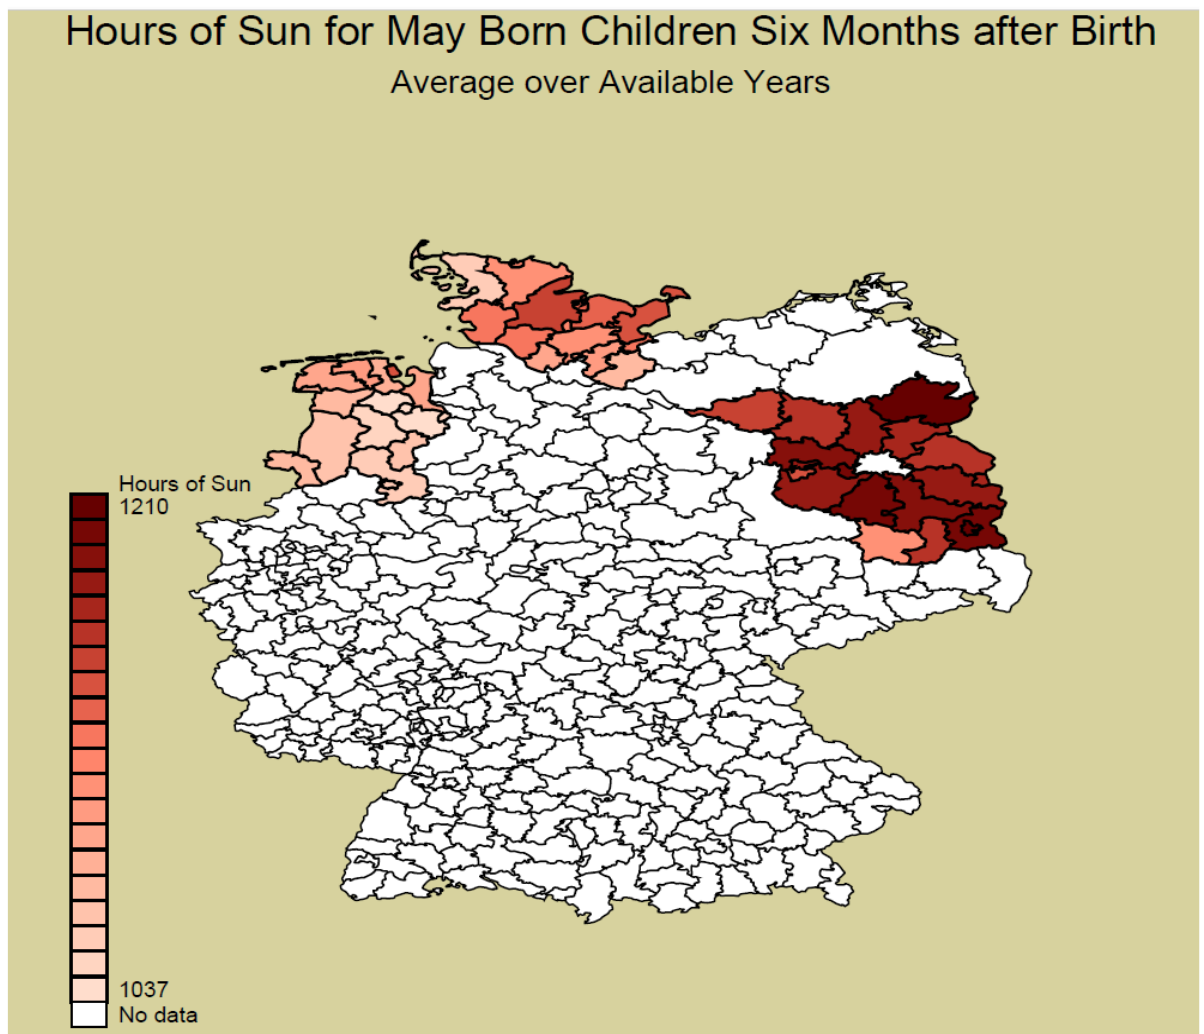 Hours of Sun for May Born Children Six Months after Birth
Average over Available Years
Hours of Sun
1210
1037
No data